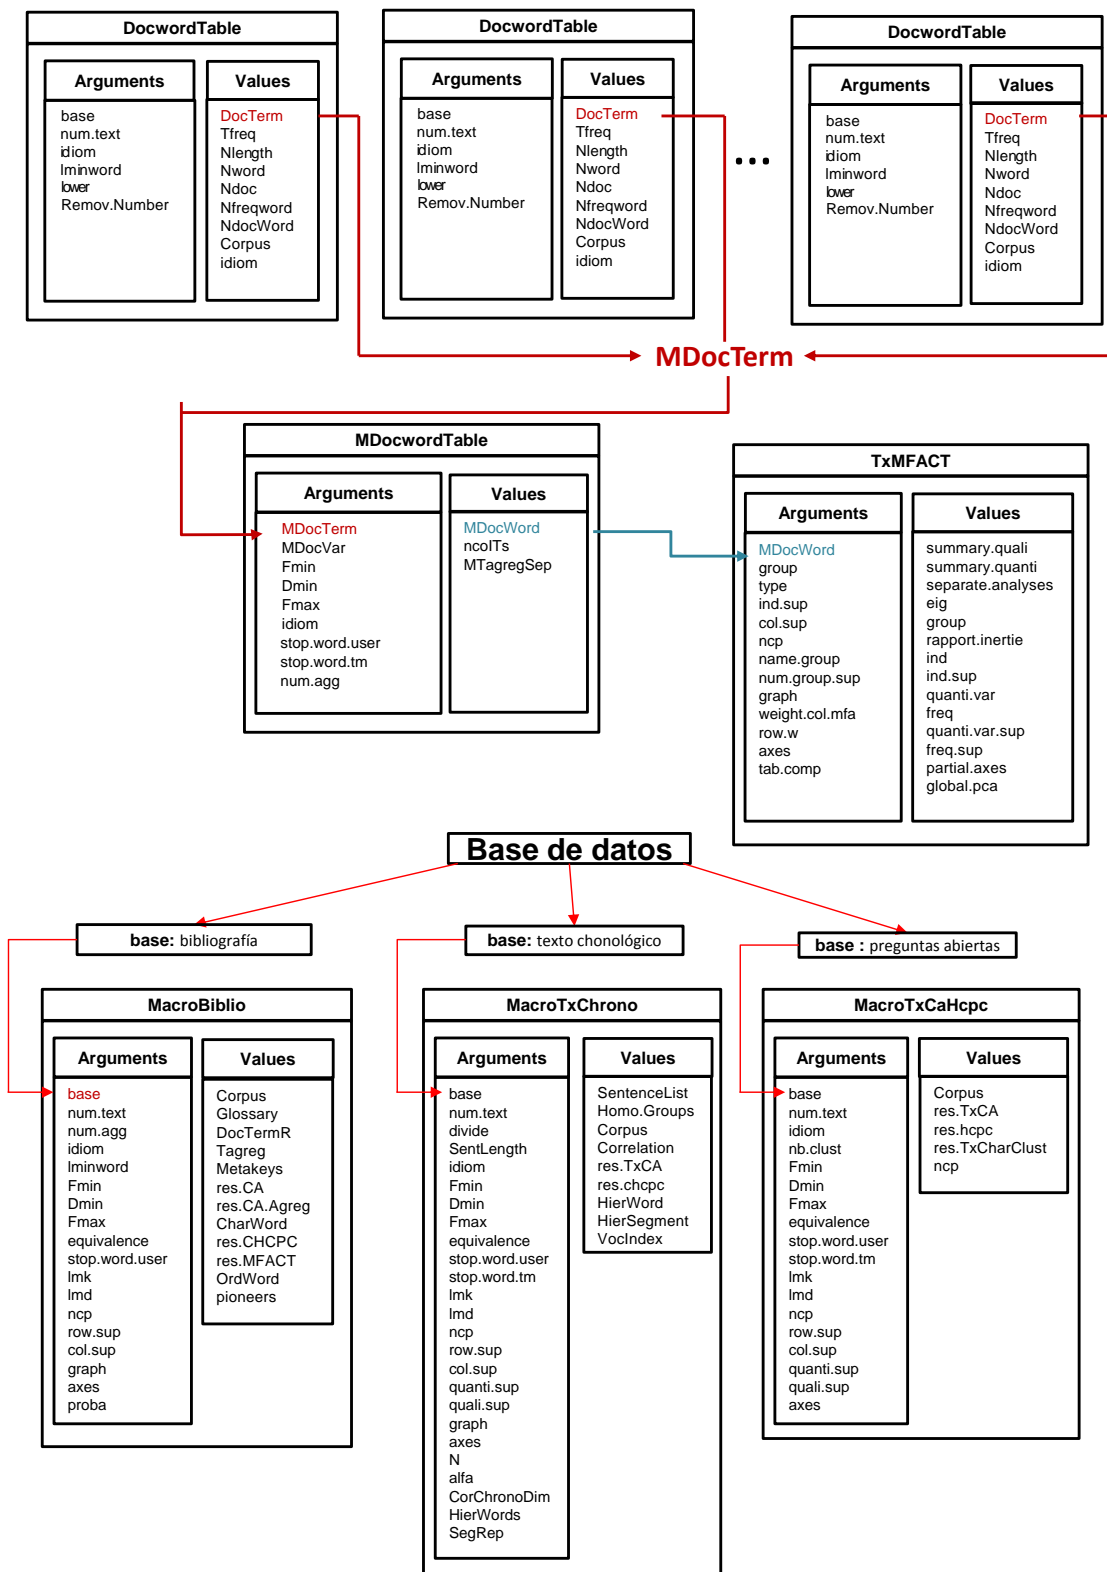 DocwordTable
Arguments
Values
base
num.text
idiom
lminword
lower
Remov.Number
DocTerm
Tfreq
Nlength
Nword
Ndoc
Nfreqword
NdocWord
Corpus
idiom
DocwordTable
Arguments
Values
base
num.text
idiom
lminword
lower
Remov.Number
DocTerm
Tfreq
Nlength
Nword
Ndoc
Nfreqword
NdocWord
Corpus
idiom
...
DocwordTable
Arguments
Values
base
num.text
idiom
lminword
lower
Remov.Number
DocTerm
Tfreq
Nlength
Nword
Ndoc
Nfreqword
NdocWord
Corpus
idiom
MDocTerm
MDocwordTable
Arguments
Values
MDocTerm
MDocVar
Fmin
Dmin
Fmax
idiom
stop.word.user
stop.word.tm
num.agg
MDocWord
ncolTs
MTagregSep
TxMFACT
Arguments
Values
MDocWord
group
type
ind.sup
col.sup
ncp
name.group
num.group.sup
graph
weight.col.mfa
row.w
axes
tab.comp
summary.quali
summary.quanti
separate.analyses
eig
group
rapport.inertie
ind
ind.sup
quanti.var
freq
quanti.var.sup
freq.sup
partial.axes
global.pca
Base de datos
base: bibliografía
base: texto chonológico
base : preguntas abiertas
MacroBiblio
Arguments
Values
base
num.text
num.agg
idiom
lminword
Fmin
Dmin
Fmax
equivalence
stop.word.user
lmk
lmd
ncp
row.sup
col.sup
graph
axes
proba
Corpus
Glossary
DocTermR
Tagreg
Metakeys
res.CA
res.CA.Agreg
CharWord
res.CHCPC
res.MFACT
OrdWord
pioneers
MacroTxChrono
Arguments
Values
base
num.text
divide
SentLength
idiom
Fmin
Dmin
Fmax
equivalence
stop.word.user
stop.word.tm
lmk
lmd
ncp
row.sup
col.sup
quanti.sup
quali.sup
graph
axes
N
alfa
CorChronoDim
HierWords
SegRep
SentenceList
Homo.Groups
Corpus
Correlation
res.TxCA
res.chcpc
HierWord
HierSegment
VocIndex
MacroTxCaHcpc
Arguments
Values
base
num.text
idiom
nb.clust
Fmin
Dmin
Fmax
equivalence
stop.word.user
stop.word.tm
lmk
lmd
ncp
row.sup
col.sup
quanti.sup
quali.sup
axes
Corpus
res.TxCA
res.hcpc
res.TxCharClust
ncp